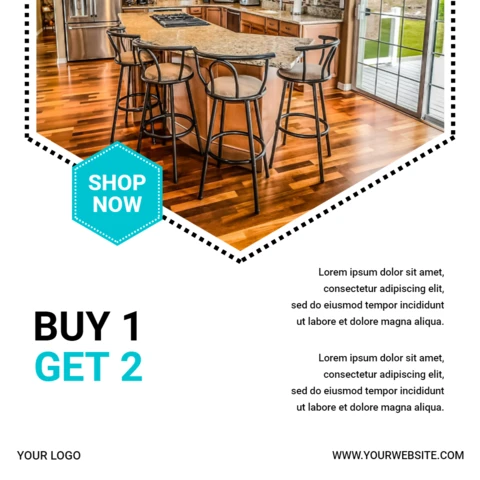 SHOP
NOW
BUY 1
GET 2
Lorem ipsum dolor sit amet,
consectetur adipiscing elit,
sed do eiusmod tempor incididunt
ut labore et dolore magna aliqua.
Lorem ipsum dolor sit amet,
consectetur adipiscing elit,
sed do eiusmod tempor incididunt
ut labore et dolore magna aliqua.
YOUR LOGO
WWW.YOURWEBSITE.COM